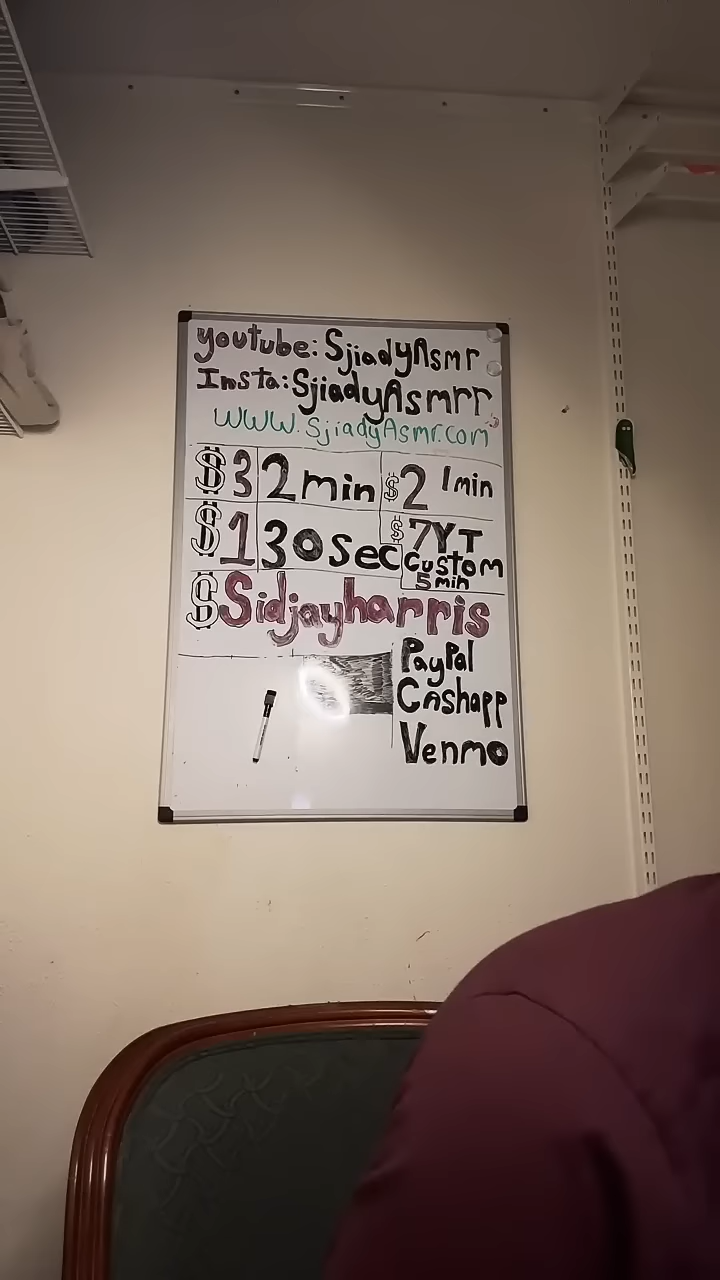 youtube: SjiadyAsmr
Insta: SjiadyAsmrr
WWW.SjiadyAsmr.com
$3 2min $2 1min
$1 30sec $7YT
Custom
5min
$Sidjayharris
PayPal
Cashapp
Venmo